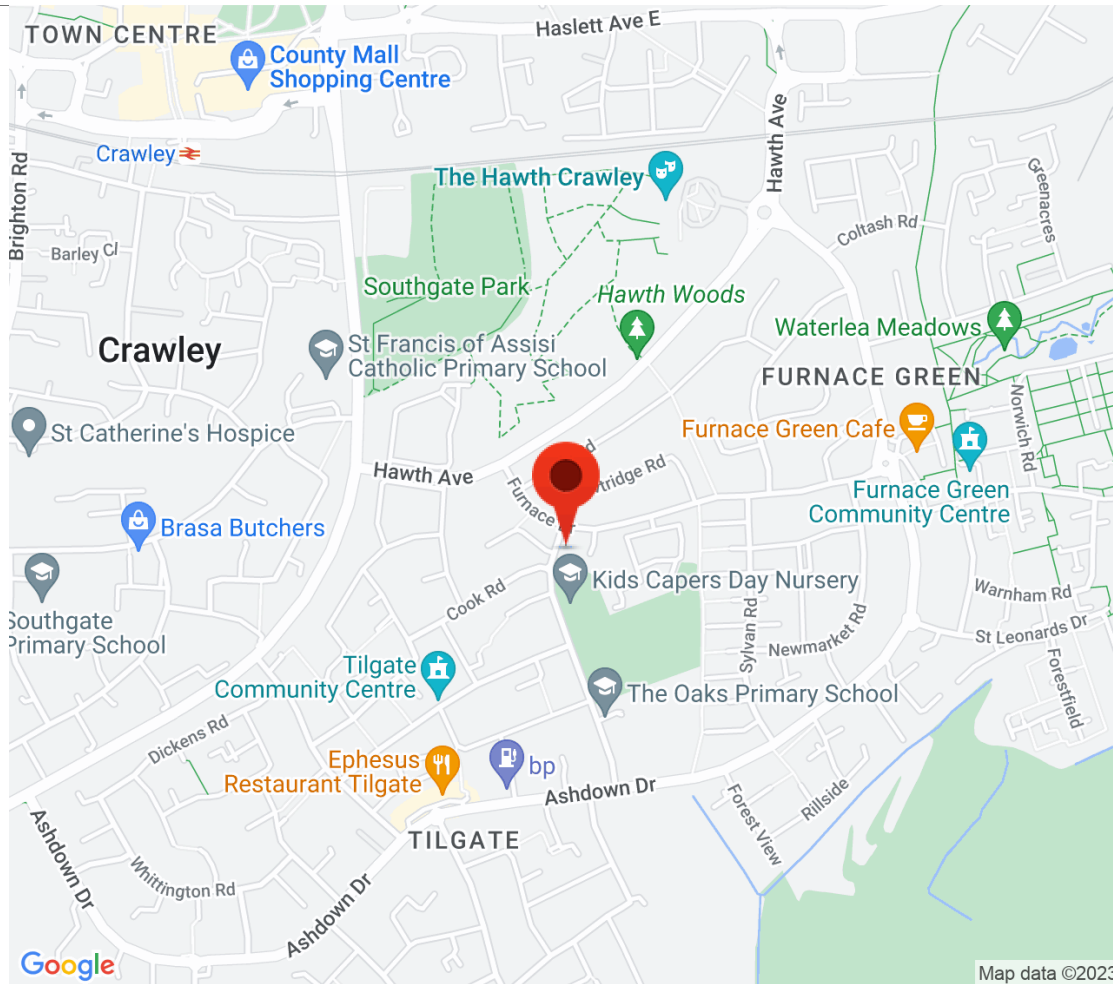 TOWN CENTRE
Haslett Ave E
County Mall
Shopping Centre
Crawley
The Hawth Crawley
Hawth Ave
Brighton Rd
Barley Cl
Greenacres
Coltash Rd
Southgate Park
Hawth Woods
Waterlea Meadows
Crawley
St Francis of Assisi
Catholic Primary School
FURNACE GREEN
Norwich Rd
St Catherine's Hospice
Furnace Green Cafe
Hawth Ave
Rd
Furnace Dr
Furnace Green
Community Centre
Brasa Butchers
Kids Capers Day Nursery
Southgate
Primary School
Cook Rd
Sylvan Rd
Newmarket Rd
Warnham Rd
St Leonards Dr
Forestfield
Tilgate
Community Centre
The Oaks Primary School
Dickens Rd
Ephesus
Restaurant Tilgate
bp
Ashdown Dr
Forest View
Rillside
Ashdown Dr
TILGATE
Whittington Rd
Ashdown Dr
Google
Map data ©2023